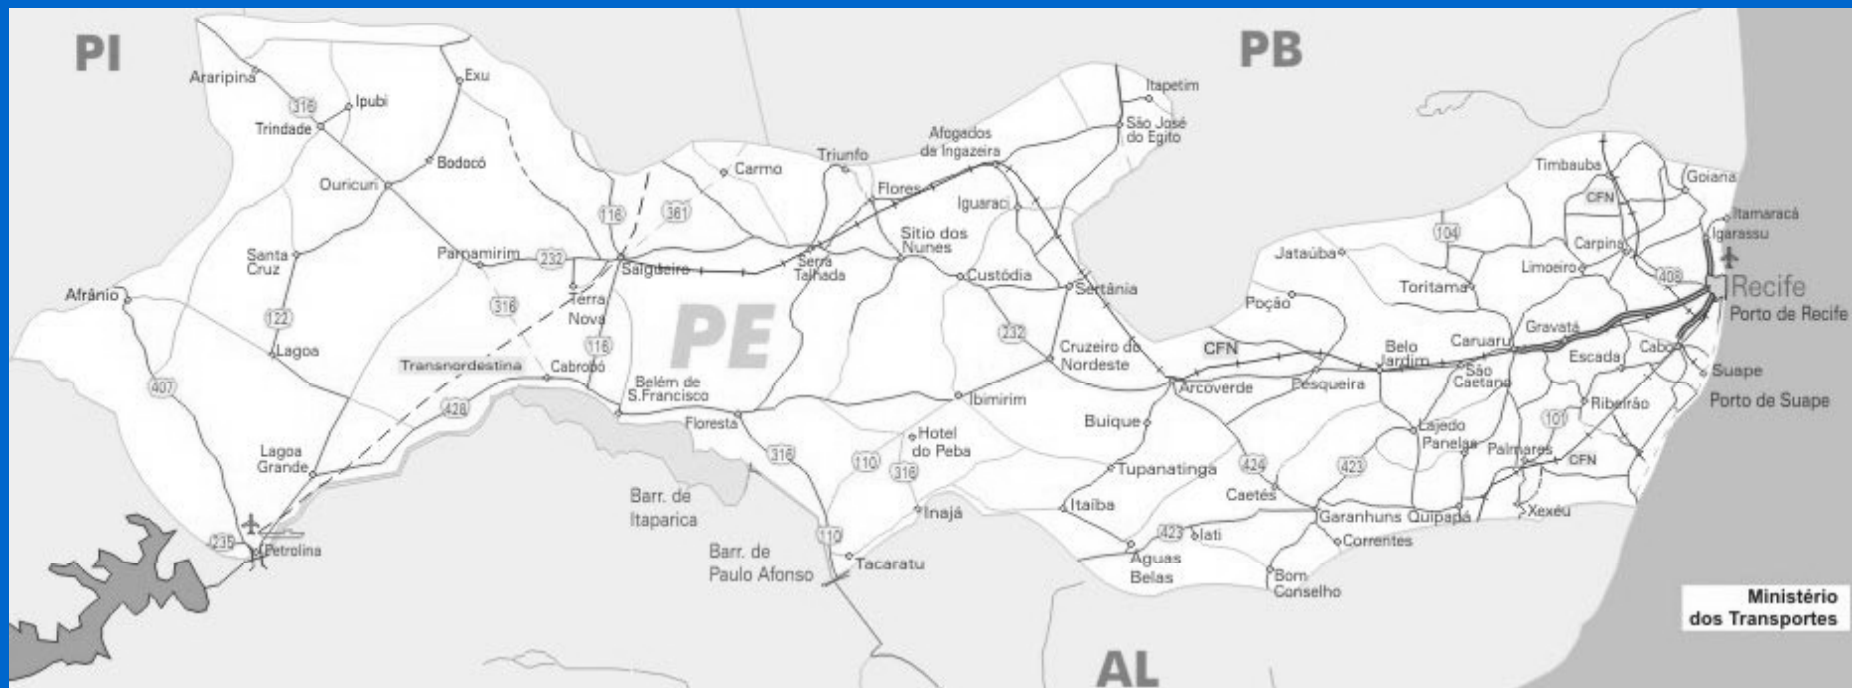 PI
PB
Araripina
Exu
Itapetim
316
Ipubi
Trindade
São José
do Egito
Afogados
da Ingazeira
Bodocó
Triunfo
Carmo
Timbauba
Ouricuri
Flores
Goiana
CFN
116
361
Iguaraci
Itamaracá
Igarassu
Sitio dos
Nunes
104
Carpina
Santa
Cruz
Parnamirim
232
Salgueiro
Serra
Talhada
Jataúba
Limoeiro
408
Custódia
Afrânio
Terra
Nova
Sertânia
Toritama
Recife
316
Poção
Porto de Recife
122
PE
232
Gravatá
116
Caruaru
Lagoa
Cruzeiro do
Nordeste
CFN
Belo
Jardim
Escada
Cabo
Transnordestina
Cabrobó
São
Caetano
Suape
407
Belém de
S.Francisco
Arcoverde
Pesqueira
428
Ibimirim
Ribeirão
Porto de Suape
Floresta
Buique
101
Lajedo
Hotel
do Peba
Panelas
Palmares
Lagoa
Grande
316
110
316
Tupanatinga
424
423
CFN
Barr. de
Itaparica
Caetés
Inajá
Itaíba
Garanhuns
Quipapá
Xexéu
235
Petrolina
110
423
Iati
Correntes
Barr. de
Paulo Afonso
Tacaratu
Aguas
Belas
Bom
Conselho
Ministério
dos Transportes
AL